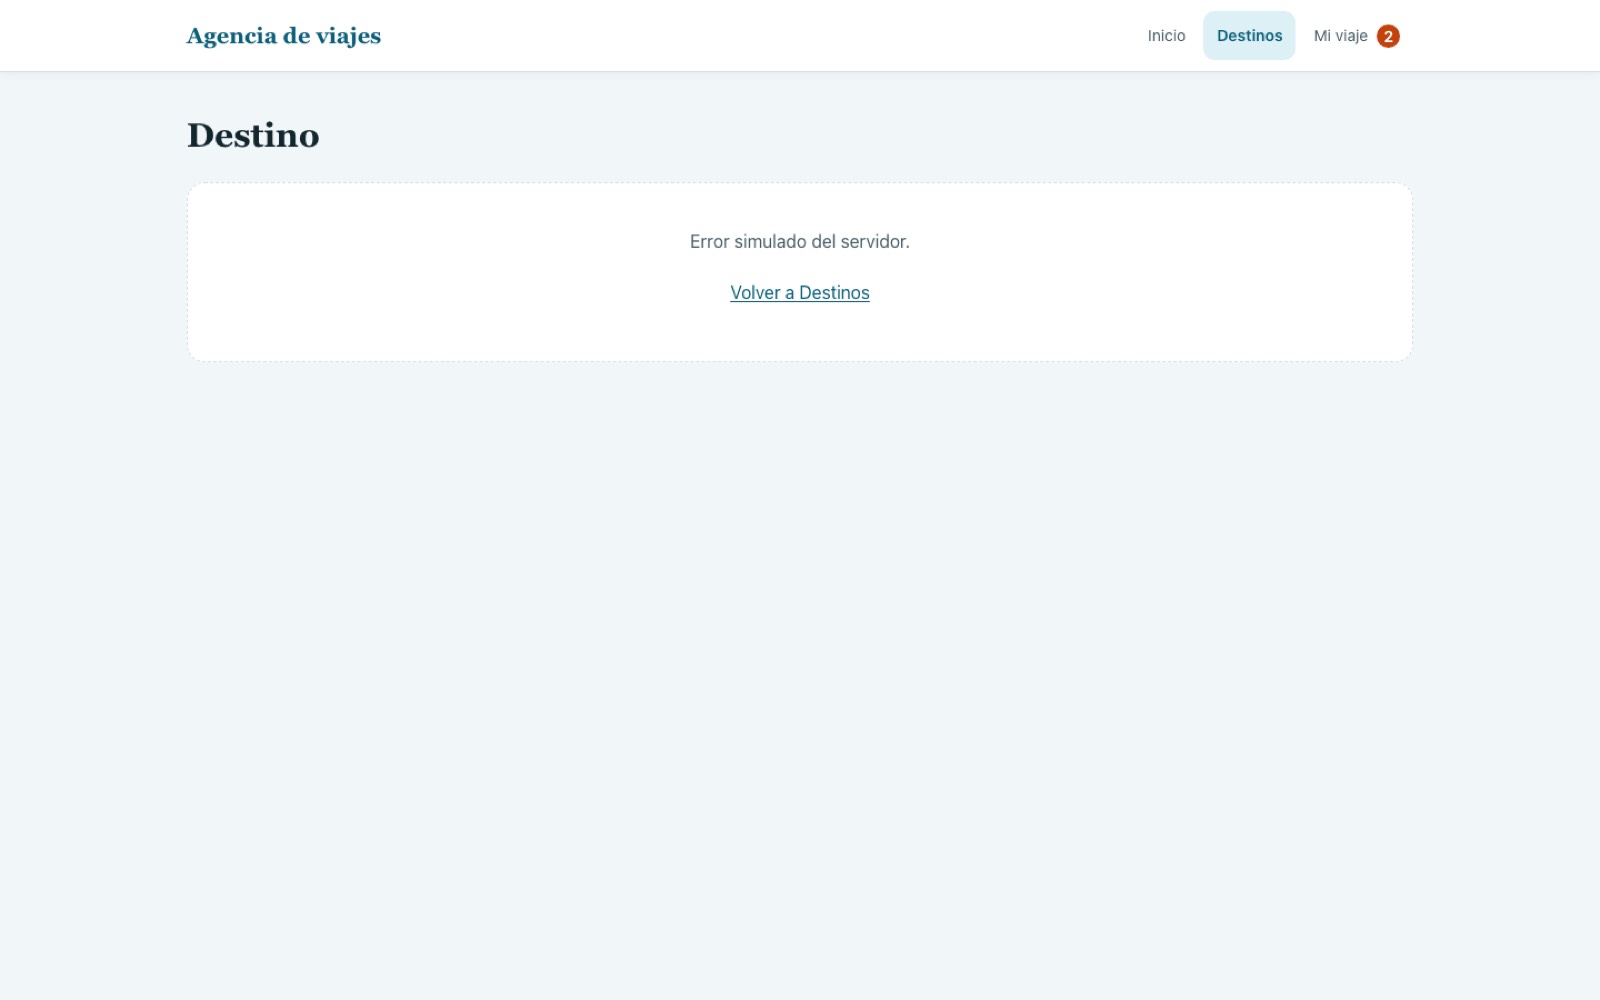 Agencia de viajes
Inicio
Destinos
Mi viaje 2
Destino
Error simulado del servidor.
Volver a Destinos